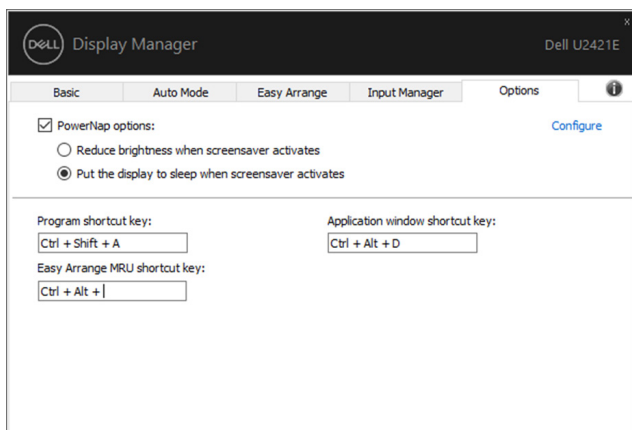 x
DELL Display Manager Dell U2421E
Basic Auto Mode Easy Arrange Input Manager Options i
PowerNap options: Configure
Reduce brightness when screensaver activates
Put the display to sleep when screensaver activates
Program shortcut key: Application window shortcut key:
Ctrl + Shift + A Ctrl + Alt + D
Easy Arrange MRU shortcut key:
Ctrl + Alt +